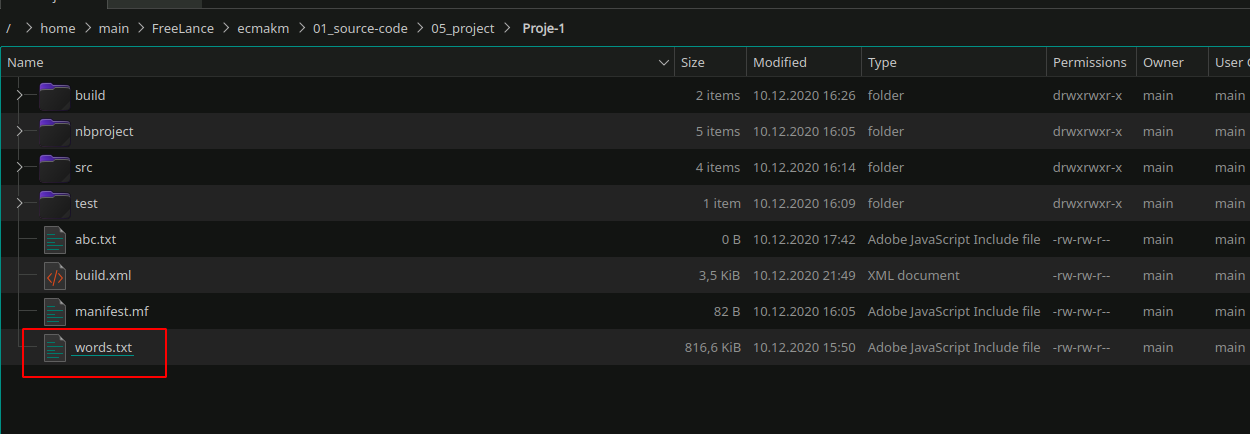 / > home > main > FreeLance > ecmakm > 01_source-code > 05_project > Proje-1
Name Size Modified Type Permissions Owner User
build 2 items 10.12.2020 16:26 folder drwxrwxr-x main main
nbproject 5 items 10.12.2020 16:05 folder drwxrwxr-x main main
src 4 items 10.12.2020 16:14 folder drwxrwxr-x main main
test 1 item 10.12.2020 16:09 folder drwxrwxr-x main main
abc.txt 0 B 10.12.2020 17:42 Adobe JavaScript Include file -rw-rw-r-- main main
build.xml 3,5 KiB 10.12.2020 21:49 XML document -rw-rw-r-- main main
manifest.mf 82 B 10.12.2020 16:05 Adobe JavaScript Include file -rw-rw-r-- main main
words.txt 816,6 KiB 10.12.2020 15:50 Adobe JavaScript Include file -rw-rw-r-- main main